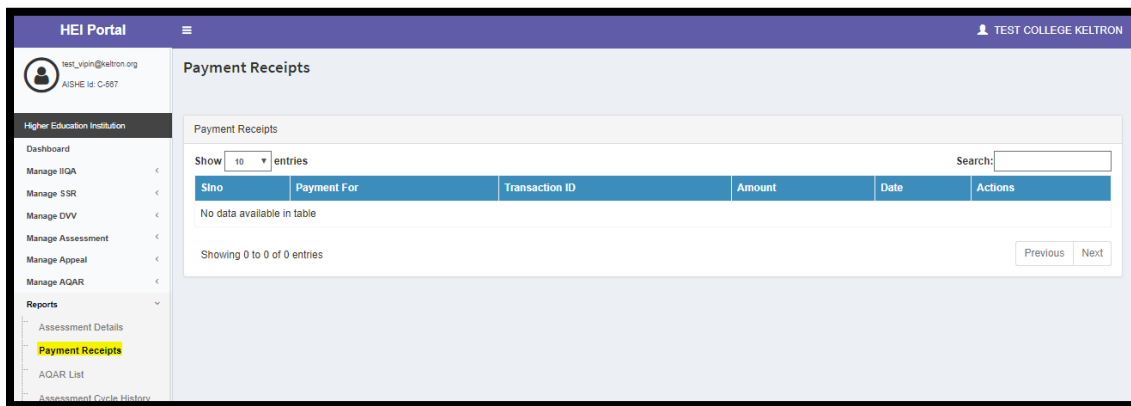 HEI Portal
TEST COLLEGE KELTRON
test_vipin@keltron.org
AISHE Id: C-567
Higher Education Institution
Dashboard
Manage IIQA
Manage SSR
Manage DVV
Manage Assessment
Manage Appeal
Manage AQAR
Reports
Assessment Details
Payment Receipts
AQAR List
Assessment Cycle History
Payment Receipts
Payment Receipts
Show 10 entries
Search:
Slno Payment For Transaction ID Amount Date Actions
No data available in table
Showing 0 to 0 of 0 entries
Previous Next